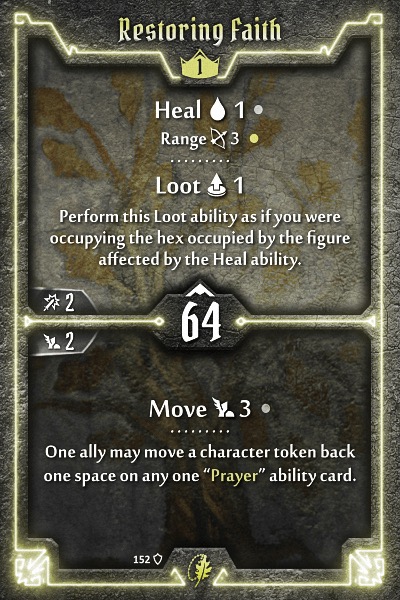 Restoring Faith
1
Heal 1
Range 3
Loot 1
Perform this Loot ability as if you were
occupying the hex occupied by the figure
affected by the Heal ability.
2
64
2
Move 3
One ally may move a character token back
one space on any one “Prayer” ability card.
152